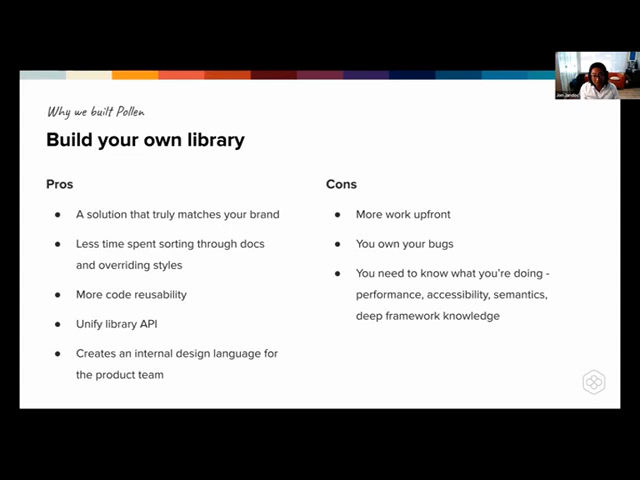 Why we built Pollen
Build your own library
Pros
● A solution that truly matches your brand
● Less time spent sorting through docs
and overriding styles
● More code reusability
● Unify library API
● Creates an internal design language for
the product team
Cons
● More work upfront
● You own your bugs
● You need to know what you're doing -
performance, accessibility, semantics,
deep framework knowledge